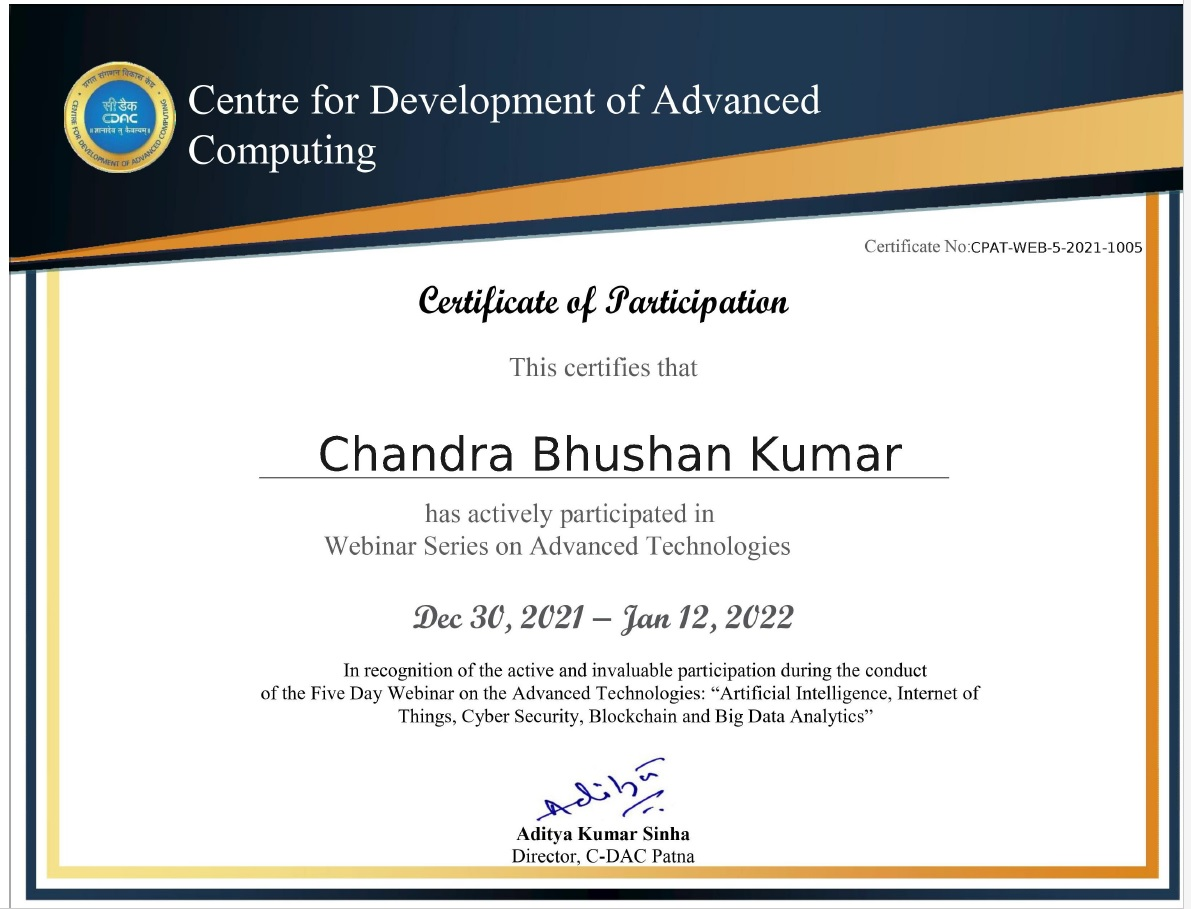 प्रगत संगणन विकास केंद्र
सी डैक
CDAC
॥ ज्ञानादेव तु कैवल्यम् ॥
CENTRE FOR DEVELOPMENT OF ADVANCED COMPUTING
Centre for Development of Advanced
Computing
Certificate No:CPAT-WEB-5-2021-1005
Certificate of Participation
This certifies that
Chandra Bhushan Kumar
has actively participated in
Webinar Series on Advanced Technologies
Dec 30, 2021 – Jan 12, 2022
In recognition of the active and invaluable participation during the conduct
of the Five Day Webinar on the Advanced Technologies: “Artificial Intelligence, Internet of
Things, Cyber Security, Blockchain and Big Data Analytics”
Aditya
Aditya Kumar Sinha
Director, C-DAC Patna